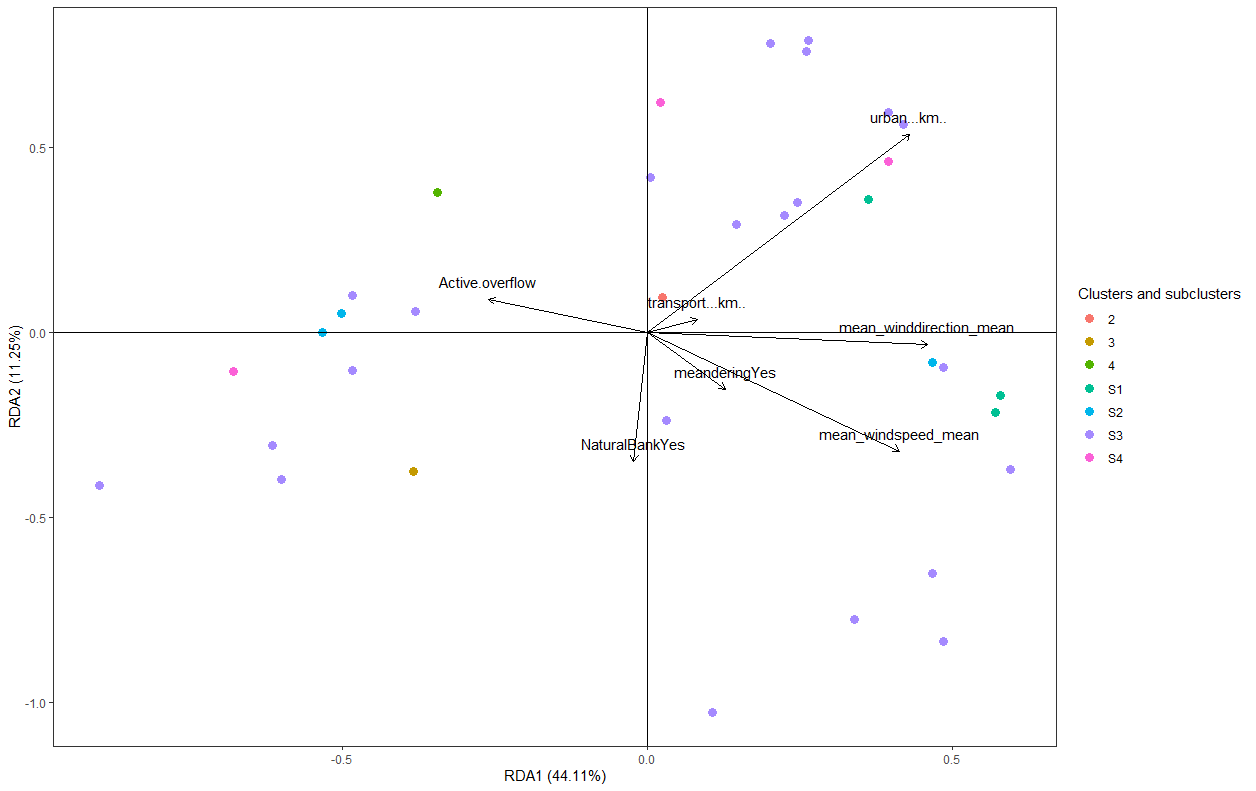 urban...km..
0.5
Active.overflow
Clusters and subclusters
transport...km..
2
mean_winddirection_mean
0.0
3
4
meanderingYes
S1
RDA2 (11.25%)
S2
mean_windspeed_mean
S3
NaturalBankYes
S4
-0.5
-1.0
-0.5
0.0
0.5
RDA1 (44.11%)